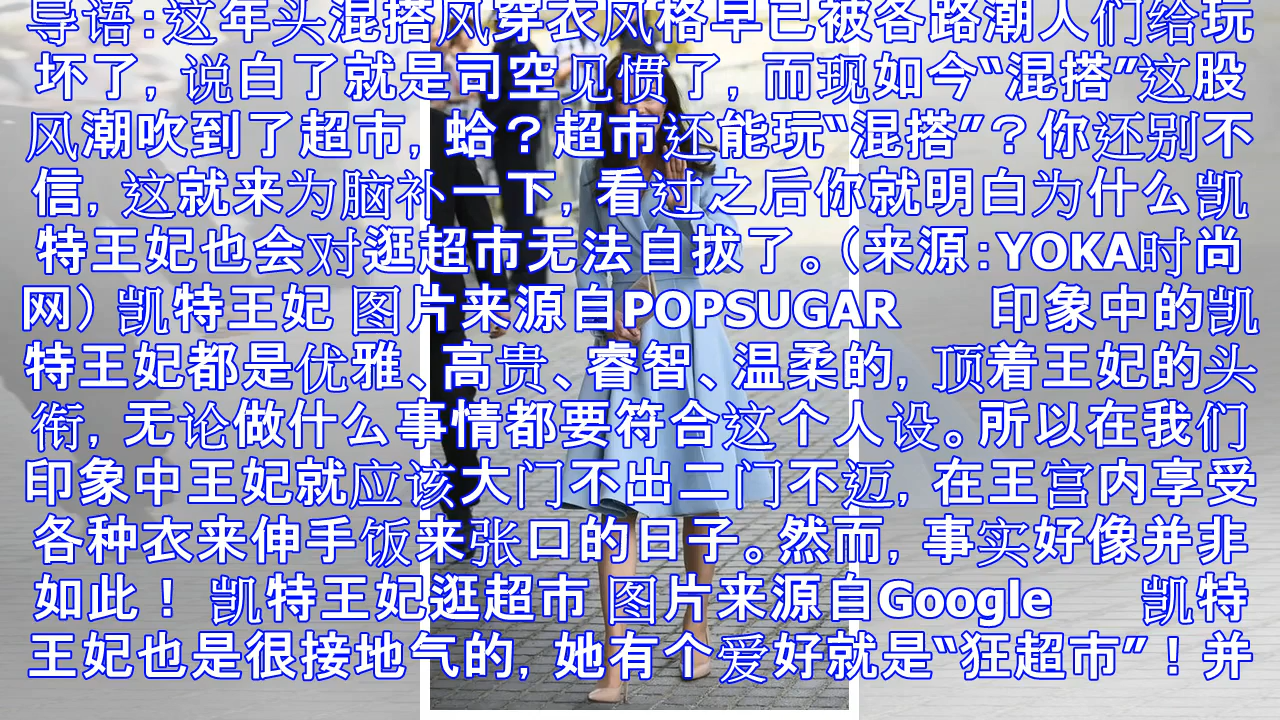 导语:这年头混搭风穿衣风格早已被各路潮人们给玩
坏了, 说白了就是司空见惯了, 而现如今“混搭”这股
风潮吹到了超市, 蛤？超市还能玩“混搭”？你还别不
信, 这就来为脑补一下, 看过之后你就明白为什么凯
特王妃也会对逛超市无法自拔了。(来源:YOKA时尚
网) 凯特王妃 图片来源自POPSUGAR 印象中的凯
特王妃都是优雅、高贵、睿智、温柔的, 顶着王妃的头
衔, 无论做什么事情都要符合这个人设。所以在我们
印象中王妃就应该大门不出二门不迈, 在王宫内享受
各种衣来伸手饭来张口的日子。然而, 事实好像并非
如此！ 凯特王妃逛超市 图片来源自Google 凯特
王妃也是很接地气的, 她有个爱好就是“狂超市”！并